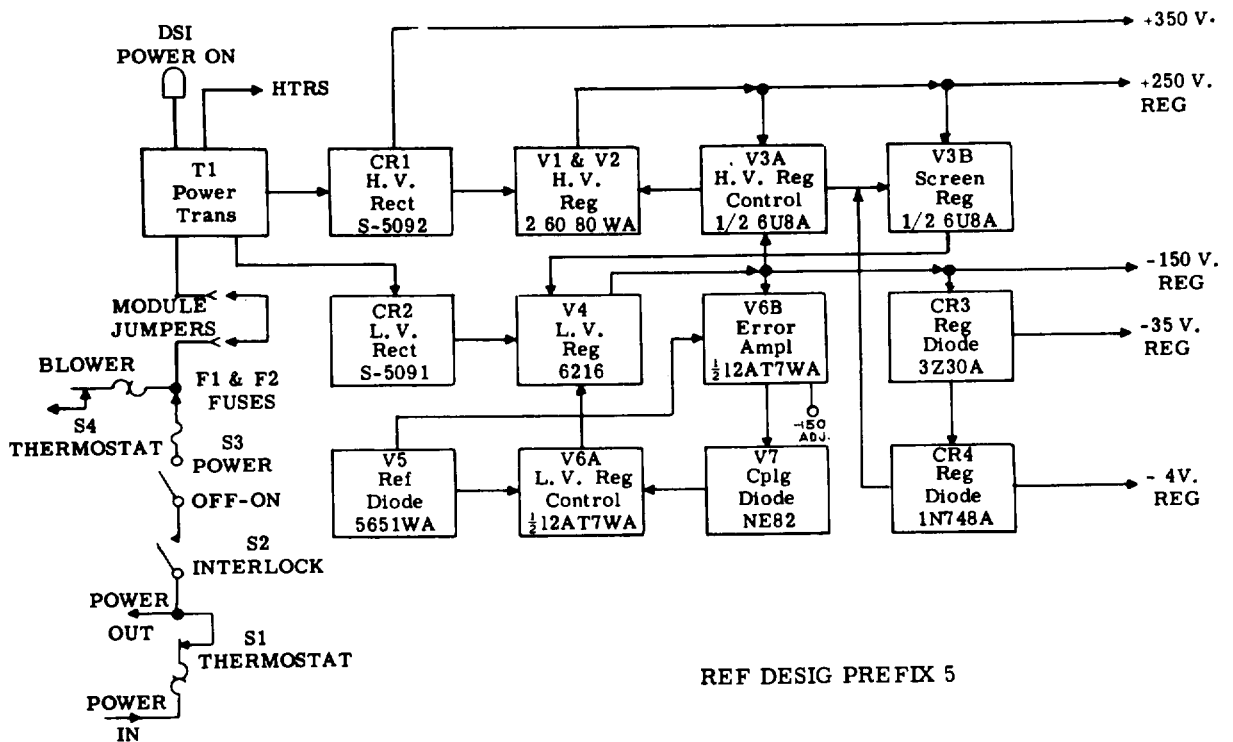 DSI
POWER ON
HTRS
+350 V.
+250 V.
REG
T1
Power
Trans
CR1
H. V.
Rect
S-5092
V1 & V2
H. V.
Reg
2 60 80 WA
V3A
H. V. Reg
Control
1/2 6U8A
V3B
Screen
Reg
1/2 6U8A
-150 V.
REG
MODULE
JUMPERS
CR2
L. V.
Rect
S-5091
V4
L. V.
Reg
6216
V6B
Error
Ampl
½12AT7WA
CR3
Reg
Diode
3Z30A
-35 V.
REG
BLOWER
F1 & F2
FUSES
S4
THERMOSTAT
-150
ADJ.
S3
POWER
OFF-ON
V5
Ref
Diode
5651WA
V6A
L. V. Reg
Control
½12AT7WA
V7
Cplg
Diode
NE82
CR4
Reg
Diode
1N748A
- 4V.
REG
S2
INTERLOCK
POWER
OUT
S1
THERMOSTAT
POWER
IN
REF DESIG PREFIX 5